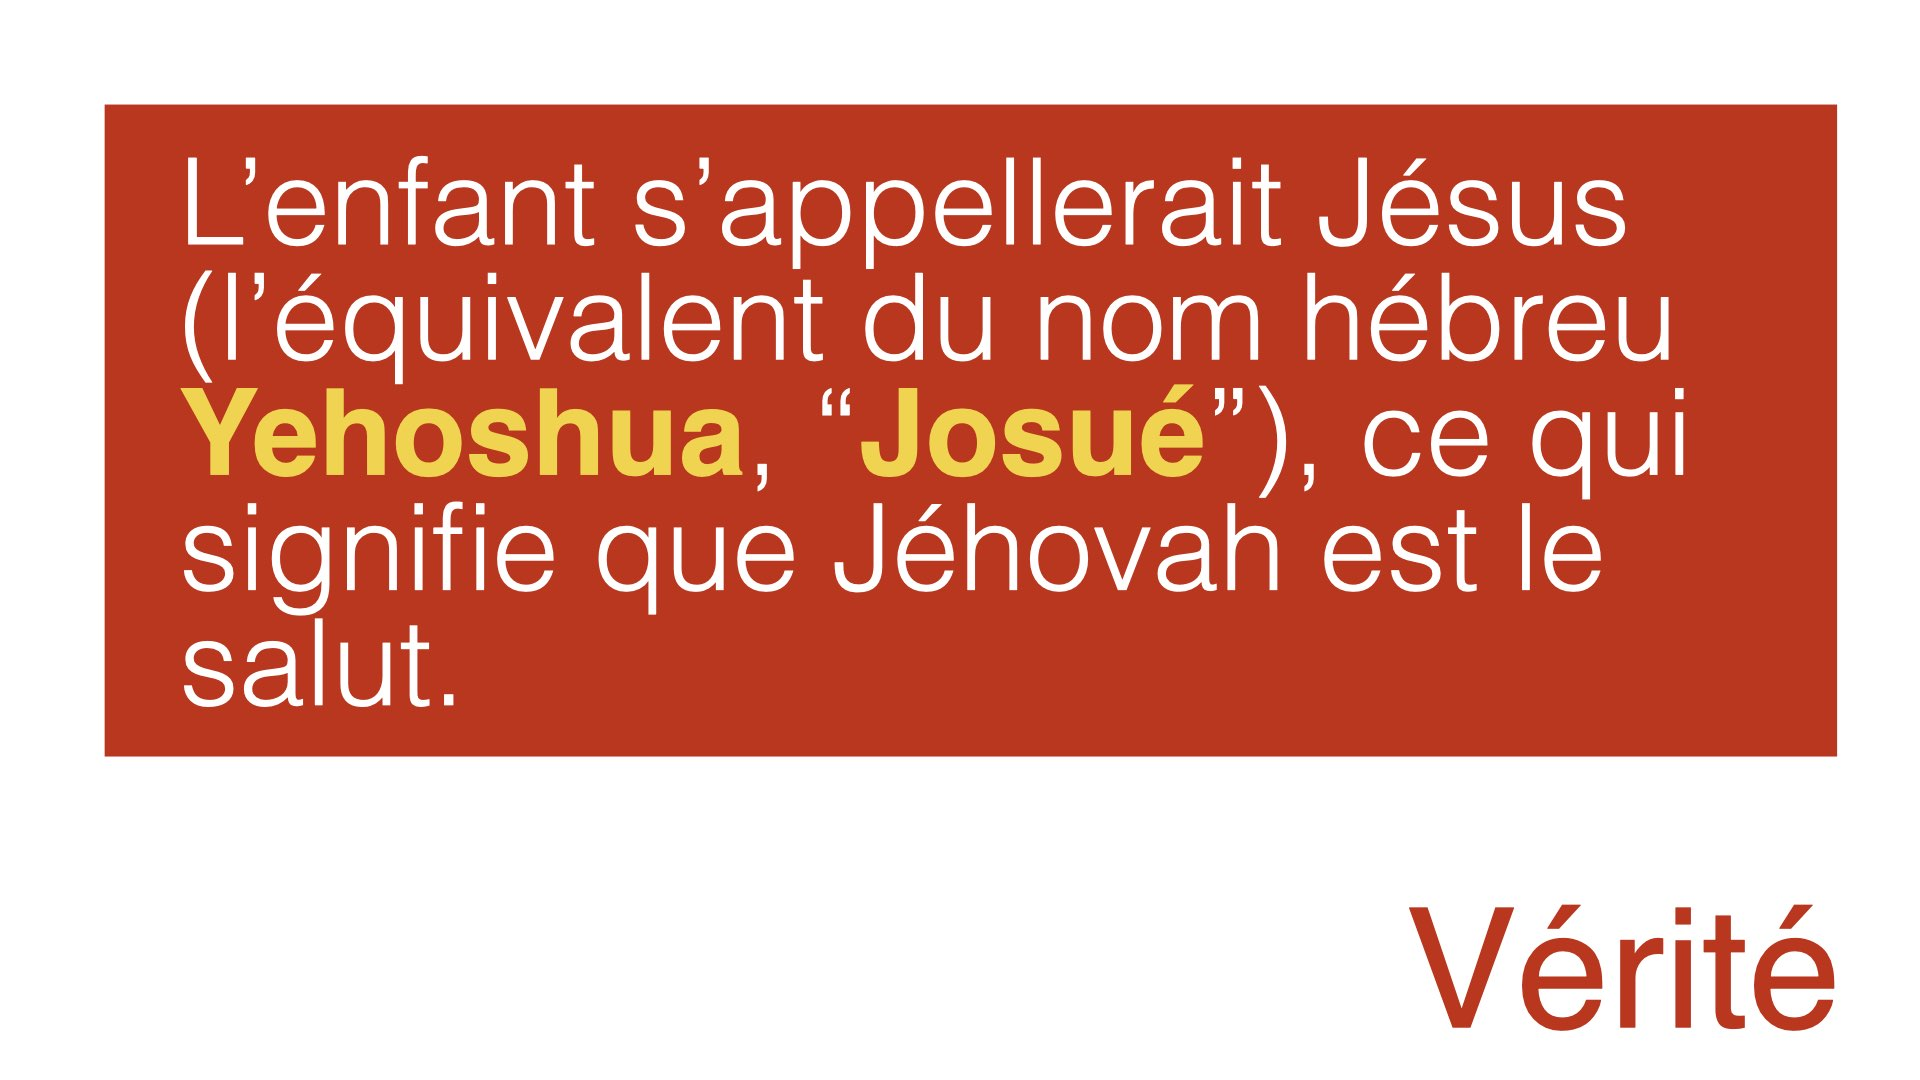 L’enfant s’appellerait Jésus
(l’équivalent du nom hébreu
Yehoshua, “Josué”), ce qui
signifie que Jéhovah est le
salut.
Vérité